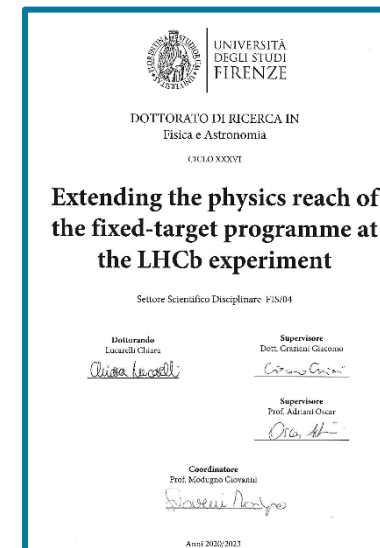 UNIVERSITÀ
DEGLI STUDI
FIRENZE
DOTTORATO DI RICERCA IN
Fisica e Astronomia
CICLO XXXVI
Extending the physics reach of
the fixed-target programme at
the LHCb experiment
Settore Scientifico Disciplinare FIS/04
Dottorando
Lucarelli Chiara
Chiara Lucarelli
Supervisore
Dott. Graziani Giacomo
Supervisore
Prof. Adriani Oscar
Coordinatore
Prof. Modugno Giovanni
Anni 2020/2023